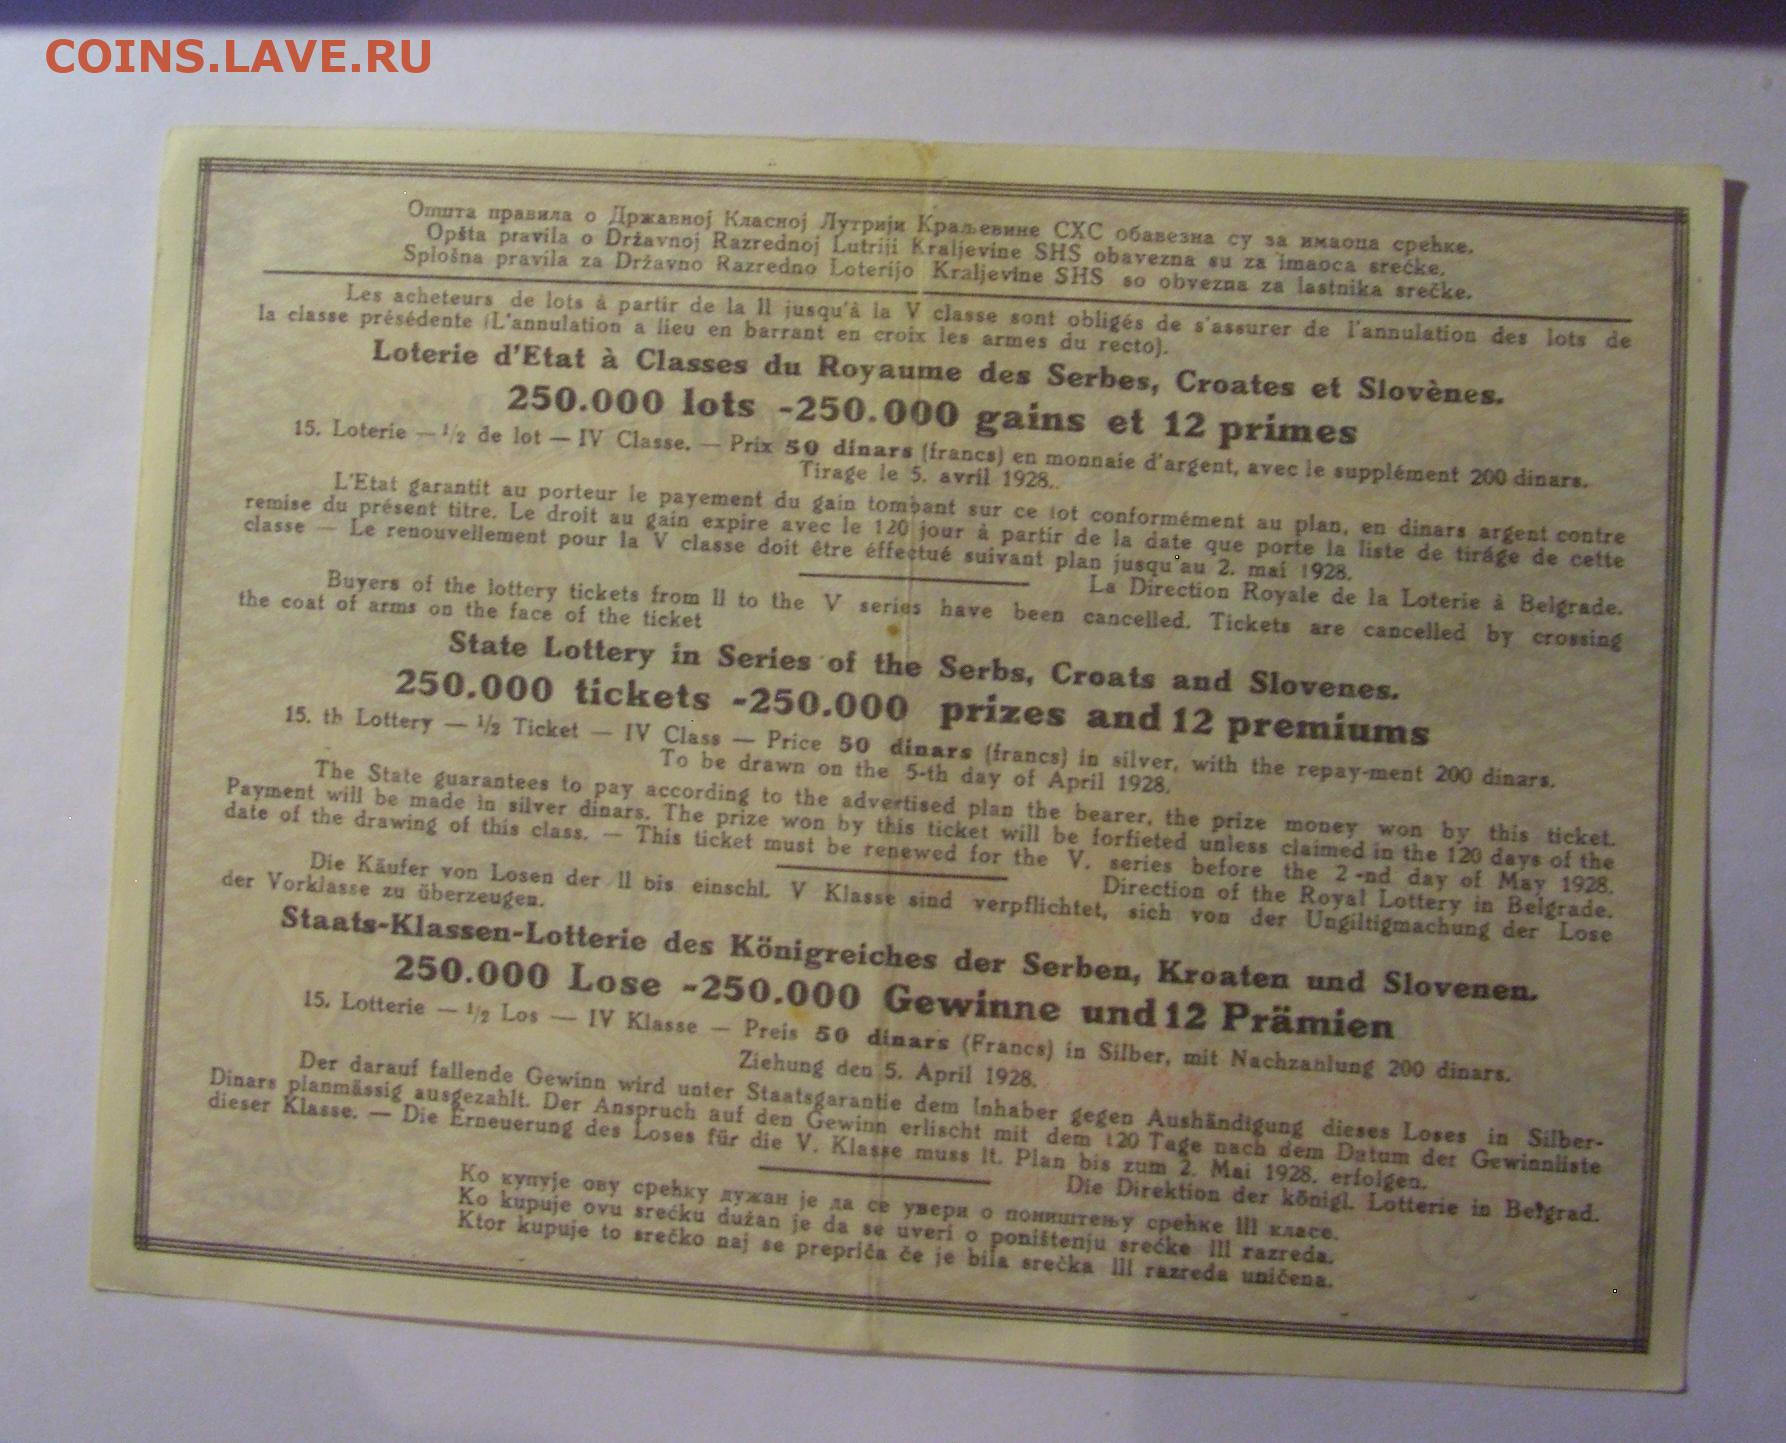 COINS.LAVE.RU
Општа правила о Државној Класној Лутрији Краљевине СХС обавезна су за имаоца срећке.
Opšta pravila o Državnoj Razrednoj Lutriji Kraljevine SHS obavezna su za imaoca srećke.
Splošna pravila za Državno Razredno Loterijo Kraljevine SHS so obvezna za lastnika srečke.
Les acheteurs de lots à partir de la II jusqu'à la V classe sont obligés de s'assurer de l'annulation des lots de
la classe présédente (L'annulation a lieu en barrant en croix les armes du recto).
Loterie d'Etat à Classes du Royaume des Serbes, Croates et Slovènes.
250.000 lots -250.000 gains et 12 primes
15. Loterie — 1/2 de lot — IV Classe. — Prix 50 dinars (francs) en monnaie d'argent, avec le supplément 200 dinars.
Tirage le 5. avril 1928.
L'Etat garantit au porteur le payement du gain tombant sur ce lot conformément au plan, en dinars argent contre
remise du présent titre. Le droit au gain expire avec le 120 jour à partir de la date que porte la liste de tiráge de cette
classe — Le renouvellement pour la V classe doit être éffectué suivant plan jusqu'au 2. mai 1928.
La Direction Royale de la Loterie à Belgrade.
Buyers of the lottery tickets from II to the V series have been cancelled. Tickets are cancelled by crossing
the coat of arms on the face of the ticket
State Lottery in Series of the Serbs, Croats and Slovenes.
250.000 tickets -250.000 prizes and 12 premiums
15. th Lottery — 1/2 Ticket — IV Class — Price 50 dinars (francs) in silver, with the repay-ment 200 dinars.
To be drawn on the 5-th day of April 1928.
The State guarantees to pay according to the advertised plan the bearer, the prize money won by this ticket.
Payment will be made in silver dinars. The prize won by this ticket will be forfieted unless claimed in the 120 days of the
date of the drawing of this class. — This ticket must be renewed for the V. series before the 2-nd day of May 1928.
Direction of the Royal Lottery in Belgrade.
Die Käufer von Losen der II bis einschl. V Klasse sind verpflichtet, sich von der Ungiltigmachung der Lose
der Vorklasse zu überzeugen.
Staats-Klassen-Lotterie des Königreiches der Serben, Kroaten und Slovenen.
250.000 Lose -250.000 Gewinne und 12 Prämien
15. Lotterie — 1/2 Los — IV Klasse — Preis 50 dinars (Francs) in Silber, mit Nachzahlung 200 dinars.
Ziehung den 5. April 1928.
Der darauf fallende Gewinn wird unter Staatsgarantie dem Inhaber gegen Aushändigung dieses Loses in Silber-
Dinars planmässig ausgezahlt. Der Anspruch auf den Gewinn erlischt mit dem 120 Tage nach dem Datum der Gewinnliste
dieser Klasse. — Die Erneuerung des Loses für die V. Klasse muss lt. Plan bis zum 2. Mai 1928. erfolgen.
Die Direktion der königl. Lotterie in Belgrad.
Ко купује ову срећку дужан је да се увери о поништењу срећке III класе.
Ko kupuje ovu srećku dužan je da se uveri o poništenju srećke III razreda.
Ktor kupuje to srečko naj se prepriča če je bila srečka III razreda uničena.